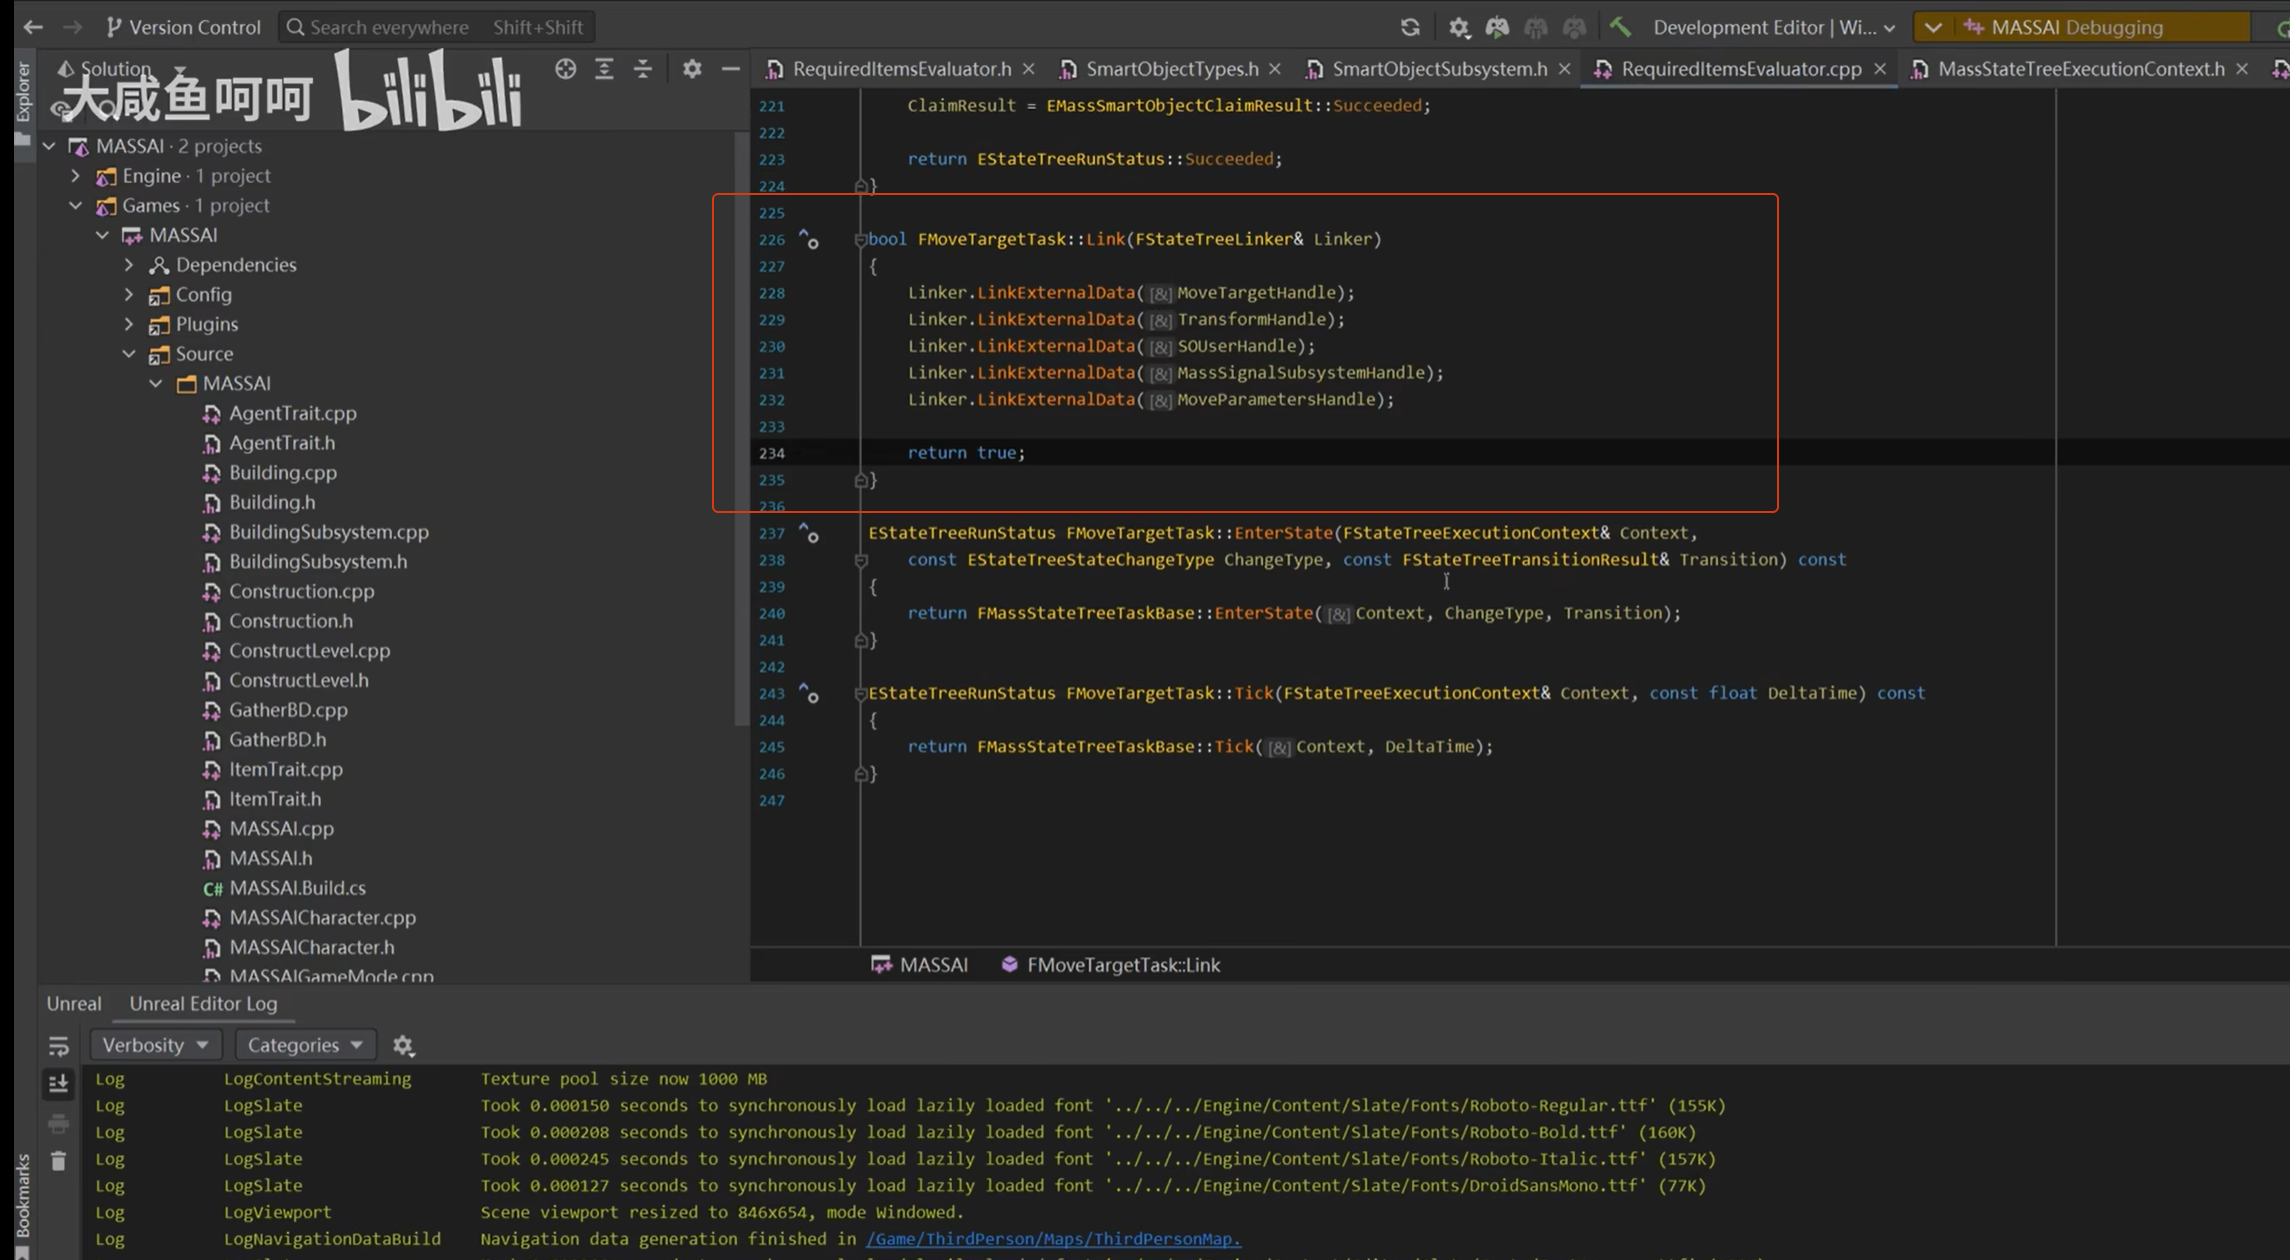 Version Control
Search everywhere Shift+Shift
Development Editor | Wi...
MASSAI Debugging
Explorer
Solution
大咸鱼呵呵 bilibili
RequiredItemsEvaluator.h
SmartObjectTypes.h
SmartObjectSubsystem.h
RequiredItemsEvaluator.cpp
MassStateTreeExecutionContext.h
MASSAI · 2 projects
Engine · 1 project
Games · 1 project
MASSAI
Dependencies
Config
Plugins
Source
MASSAI
AgentTrait.cpp
AgentTrait.h
Building.cpp
Building.h
BuildingSubsystem.cpp
BuildingSubsystem.h
Construction.cpp
Construction.h
ConstructLevel.cpp
ConstructLevel.h
GatherBD.cpp
GatherBD.h
ItemTrait.cpp
ItemTrait.h
MASSAI.cpp
MASSAI.h
C# MASSAI.Build.cs
MASSAICharacter.cpp
MASSAICharacter.h
MASSAIGameMode.cpp
221 ClaimResult = EMassSmartObjectClaimResult::Succeeded;
222
223 return EStateTreeRunStatus::Succeeded;
224 }
225
226 bool FMoveTargetTask::Link(FStateTreeLinker& Linker)
227 {
228 Linker.LinkExternalData([&]MoveTargetHandle);
229 Linker.LinkExternalData([&]TransformHandle);
230 Linker.LinkExternalData([&]SOUserHandle);
231 Linker.LinkExternalData([&]MassSignalSubsystemHandle);
232 Linker.LinkExternalData([&]MoveParametersHandle);
233
234 return true;
235 }
236
237 EStateTreeRunStatus FMoveTargetTask::EnterState(FStateTreeExecutionContext& Context,
238 const EStateTreeStateChangeType ChangeType, const FStateTreeTransitionResult& Transition) const
239 {
240 return FMassStateTreeTaskBase::EnterState([&]Context, ChangeType, Transition);
241 }
242
243 EStateTreeRunStatus FMoveTargetTask::Tick(FStateTreeExecutionContext& Context, const float DeltaTime) const
244 {
245 return FMassStateTreeTaskBase::Tick([&]Context, DeltaTime);
246 }
247
MASSAI FMoveTargetTask::Link
Unreal Unreal Editor Log
Verbosity Categories
Log LogContentStreaming Texture pool size now 1000 MB
Log LogSlate Took 0.000150 seconds to synchronously load lazily loaded font '../../../Engine/Content/Slate/Fonts/Roboto-Regular.ttf' (155K)
Log LogSlate Took 0.000208 seconds to synchronously load lazily loaded font '../../../Engine/Content/Slate/Fonts/Roboto-Bold.ttf' (160K)
Log LogSlate Took 0.000245 seconds to synchronously load lazily loaded font '../../../Engine/Content/Slate/Fonts/Roboto-Italic.ttf' (157K)
Log LogSlate Took 0.000127 seconds to synchronously load lazily loaded font '../../../Engine/Content/Slate/Fonts/DroidSansMono.ttf' (77K)
Log LogViewport Scene viewport resized to 846x654, mode Windowed.
Log LogNavigationDataBuild Navigation data generation finished in /Game/ThirdPerson/Maps/ThirdPersonMap.
Bookmarks